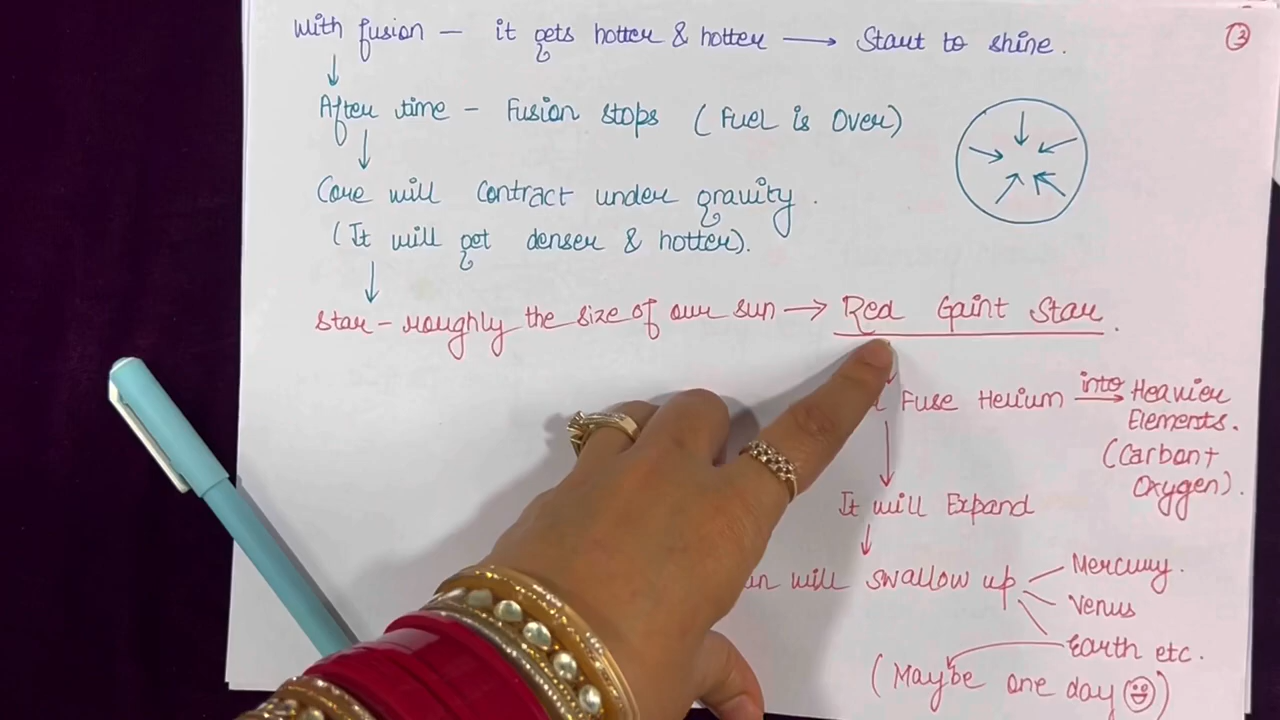 With fusion — it gets hotter & hotter → Start to shine.
③
↓
After time - Fusion stops (Fuel is Over)
↓
Core will contract under gravity.
(It will get denser & hotter).
↓
Star - roughly the size of our sun → Red Gaint Star.
Fuse Helium into → Heavier
Elements.
(Carbon +
Oxygen).
↓
It will Expand
↓
will swallow up
Mercury.
Venus
Earth etc.
(Maybe one day 😃)